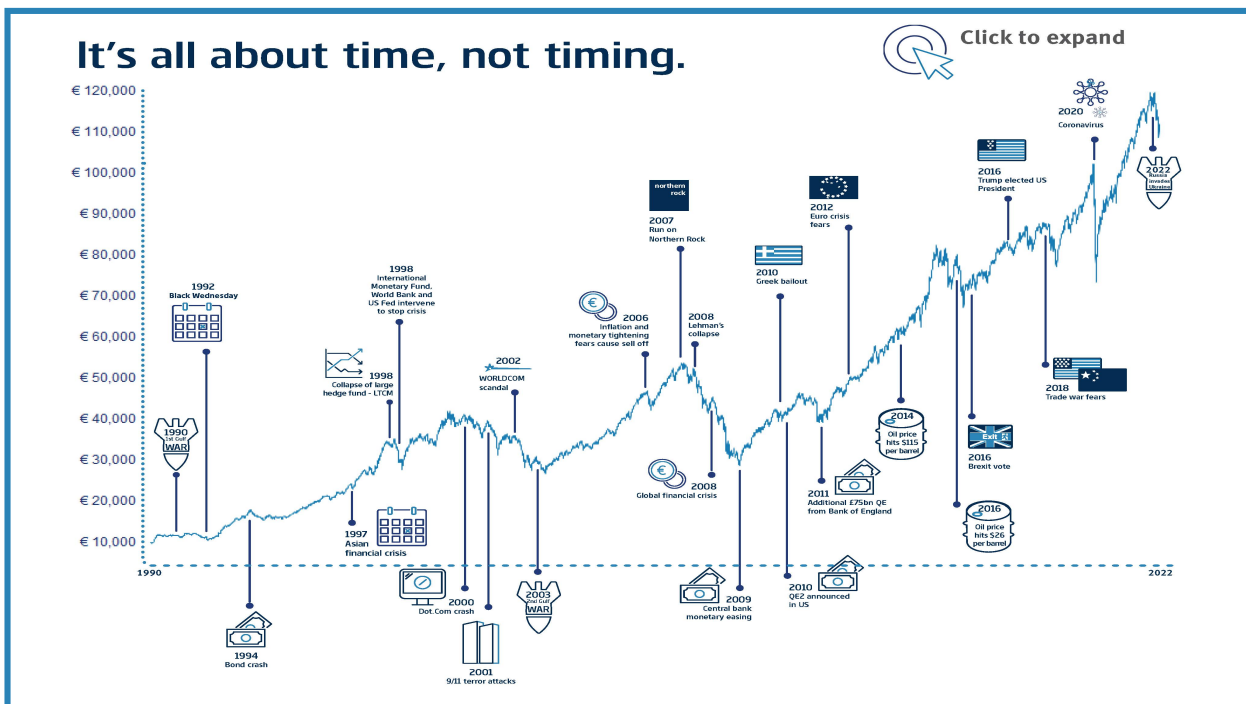 It's all about time, not timing.
Click to expand
€ 120,000
€ 110,000
€ 100,000
€ 90,000
€ 80,000
€ 70,000
€ 60,000
€ 50,000
€ 40,000
€ 30,000
€ 20,000
€ 10,000
1990
2022
1990
1st Gulf
WAR
1992
Black Wednesday
1994
Bond crash
1997
Asian
financial crisis
1998
Collapse of large
hedge fund - LTCM
1998
International
Monetary Fund,
World Bank and
US Fed intervene
to stop crisis
2000
Dot.Com crash
2001
9/11 terror attacks
2002
WORLDCOM
scandal
2003
2nd Gulf
WAR
2006
Inflation and
monetary tightening
fears cause sell off
northern
rock
2007
Run on
Northern Rock
2008
Lehman's
collapse
2008
Global financial crisis
2009
Central bank
monetary easing
2010
Greek bailout
2010
QE2 announced
in US
2011
Additional £75bn QE
from Bank of England
2012
Euro crisis
fears
2014
Oil price
hits $115
per barrel
2016
Oil price
hits $26
per barrel
Exit
2016
Brexit vote
2016
Trump elected US
President
2018
Trade war fears
2020
Coronavirus
2022
Russia
invades
Ukraine